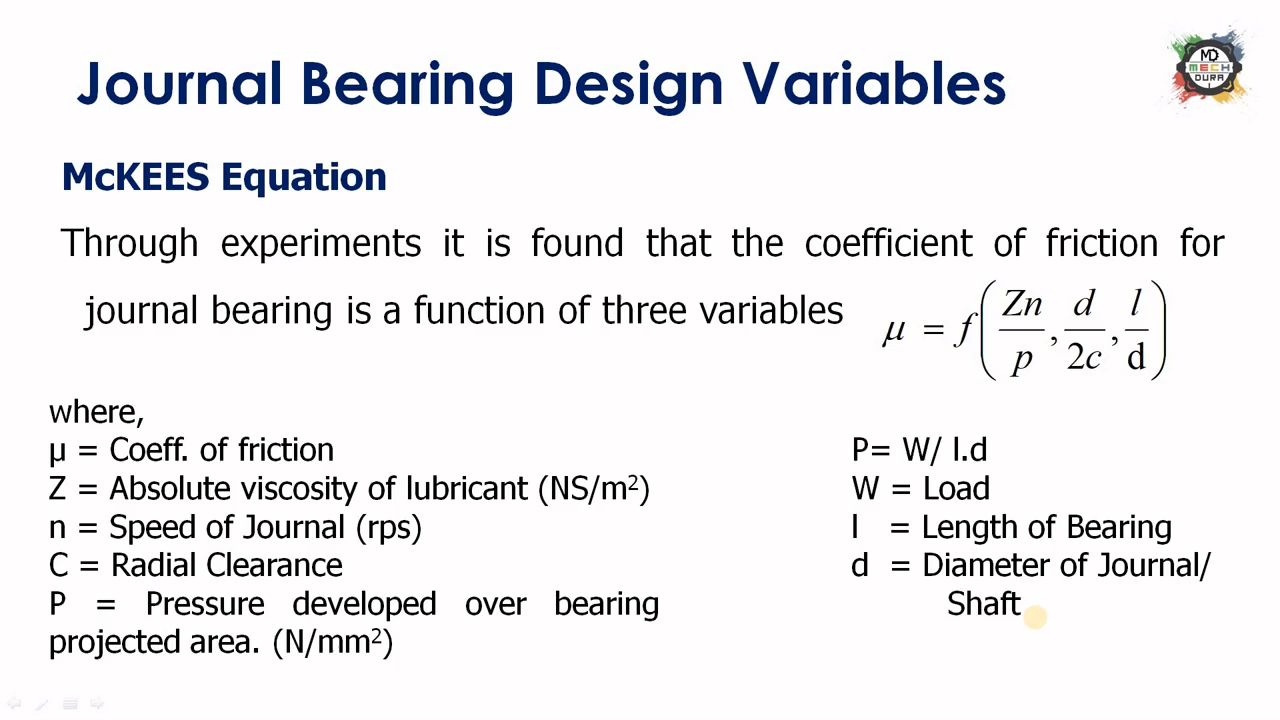 Journal Bearing Design Variables
MD
MECH
DURA
McKEES Equation
Through experiments it is found that the coefficient of friction for
journal bearing is a function of three variables μ = f(Zn/p, d/2c, l/d)
where,
µ = Coeff. of friction
Z = Absolute viscosity of lubricant (NS/m²)
n = Speed of Journal (rps)
C = Radial Clearance
P = Pressure developed over bearing
projected area. (N/mm²)
P= W/ l.d
W = Load
l = Length of Bearing
d = Diameter of Journal/
Shaft